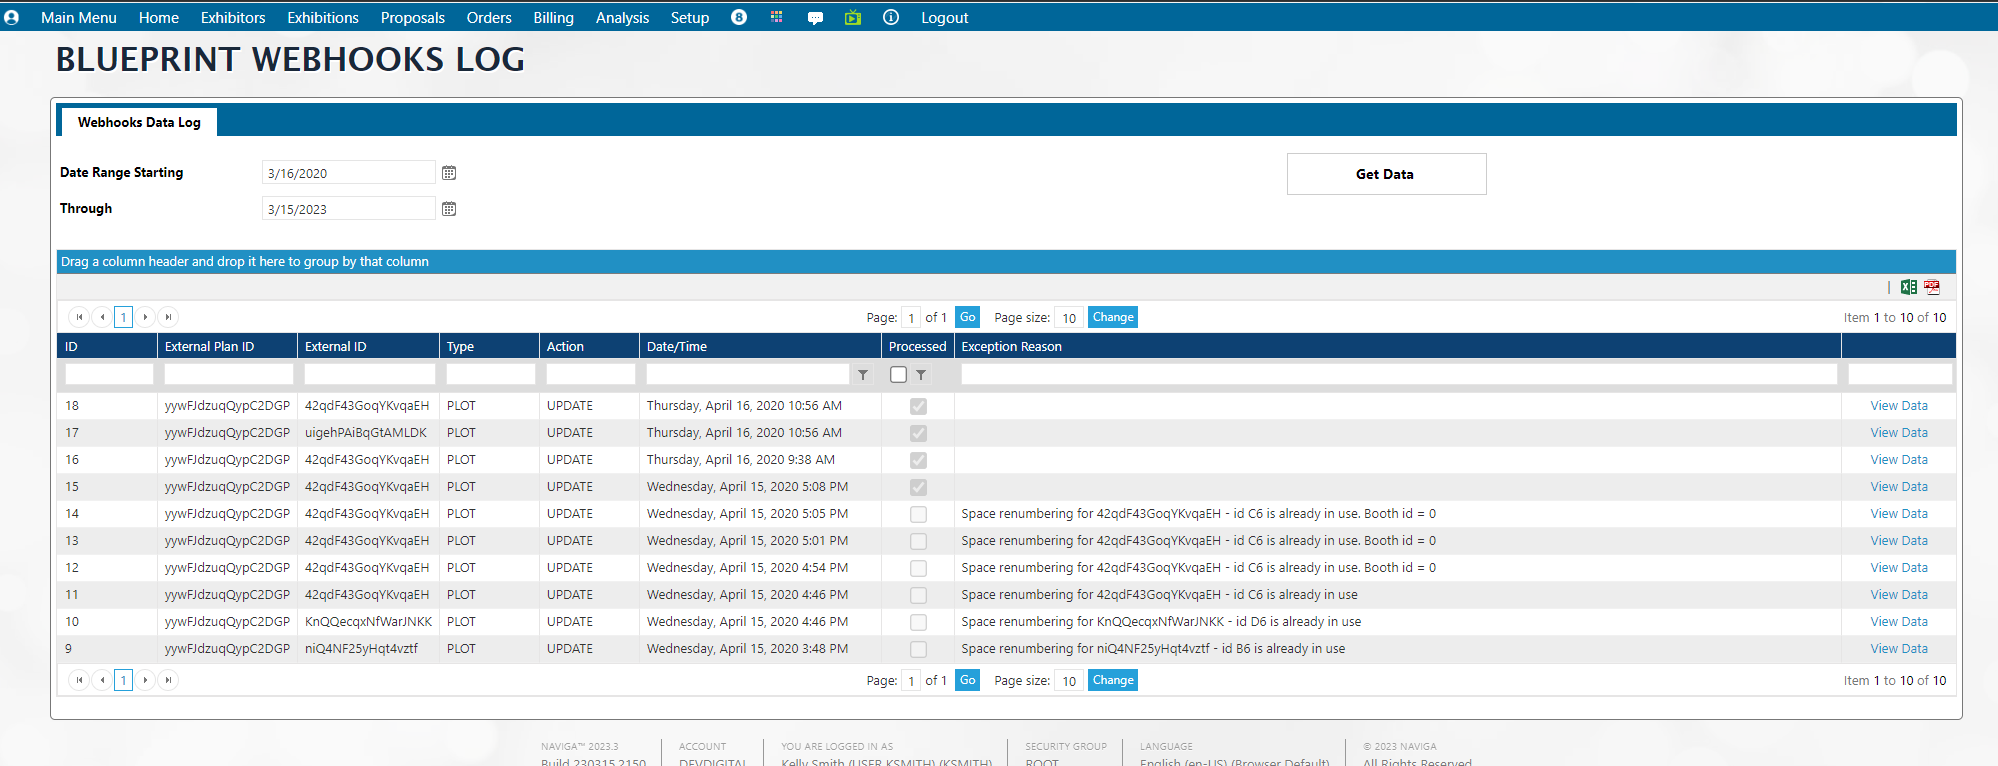 Main Menu Home Exhibitors Exhibitions Proposals Orders Billing Analysis Setup 8 Logout
BLUEPRINT WEBHOOKS LOG
Webhooks Data Log
Date Range Starting 3/16/2020 Get Data
Through 3/15/2023
Drag a column header and drop it here to group by that column
PDF
1 Page: 1 of 1 Go Page size: 10 Change Item 1 to 10 of 10
ID External Plan ID External ID Type Action Date/Time Processed Exception Reason
18 yywFJdzuqQypC2DGP 42qdF43GoqYKvqaEH PLOT UPDATE Thursday, April 16, 2020 10:56 AM View Data
17 yywFJdzuqQypC2DGP uigehPAiBqGtAMLDK PLOT UPDATE Thursday, April 16, 2020 10:56 AM View Data
16 yywFJdzuqQypC2DGP 42qdF43GoqYKvqaEH PLOT UPDATE Thursday, April 16, 2020 9:38 AM View Data
15 yywFJdzuqQypC2DGP 42qdF43GoqYKvqaEH PLOT UPDATE Wednesday, April 15, 2020 5:08 PM View Data
14 yywFJdzuqQypC2DGP 42qdF43GoqYKvqaEH PLOT UPDATE Wednesday, April 15, 2020 5:05 PM Space renumbering for 42qdF43GoqYKvqaEH - id C6 is already in use. Booth id = 0 View Data
13 yywFJdzuqQypC2DGP 42qdF43GoqYKvqaEH PLOT UPDATE Wednesday, April 15, 2020 5:01 PM Space renumbering for 42qdF43GoqYKvqaEH - id C6 is already in use. Booth id = 0 View Data
12 yywFJdzuqQypC2DGP 42qdF43GoqYKvqaEH PLOT UPDATE Wednesday, April 15, 2020 4:54 PM Space renumbering for 42qdF43GoqYKvqaEH - id C6 is already in use. Booth id = 0 View Data
11 yywFJdzuqQypC2DGP 42qdF43GoqYKvqaEH PLOT UPDATE Wednesday, April 15, 2020 4:46 PM Space renumbering for 42qdF43GoqYKvqaEH - id C6 is already in use View Data
10 yywFJdzuqQypC2DGP KnQQecqxNfWarJNKK PLOT UPDATE Wednesday, April 15, 2020 4:46 PM Space renumbering for KnQQecqxNfWarJNKK - id D6 is already in use View Data
9 yywFJdzuqQypC2DGP niQ4NF25yHqt4vztf PLOT UPDATE Wednesday, April 15, 2020 3:48 PM Space renumbering for niQ4NF25yHqt4vztf - id B6 is already in use View Data
1 Page: 1 of 1 Go Page size: 10 Change Item 1 to 10 of 10
NAVIGA™ 2023.3 ACCOUNT YOU ARE LOGGED IN AS SECURITY GROUP LANGUAGE © 2023 NAVIGA
Build 230315.2150 DEVDIGITAL Kelly Smith (USER KSMITH) (KSMITH) ROOT English (en-US) (Browser Default) All Rights Reserved